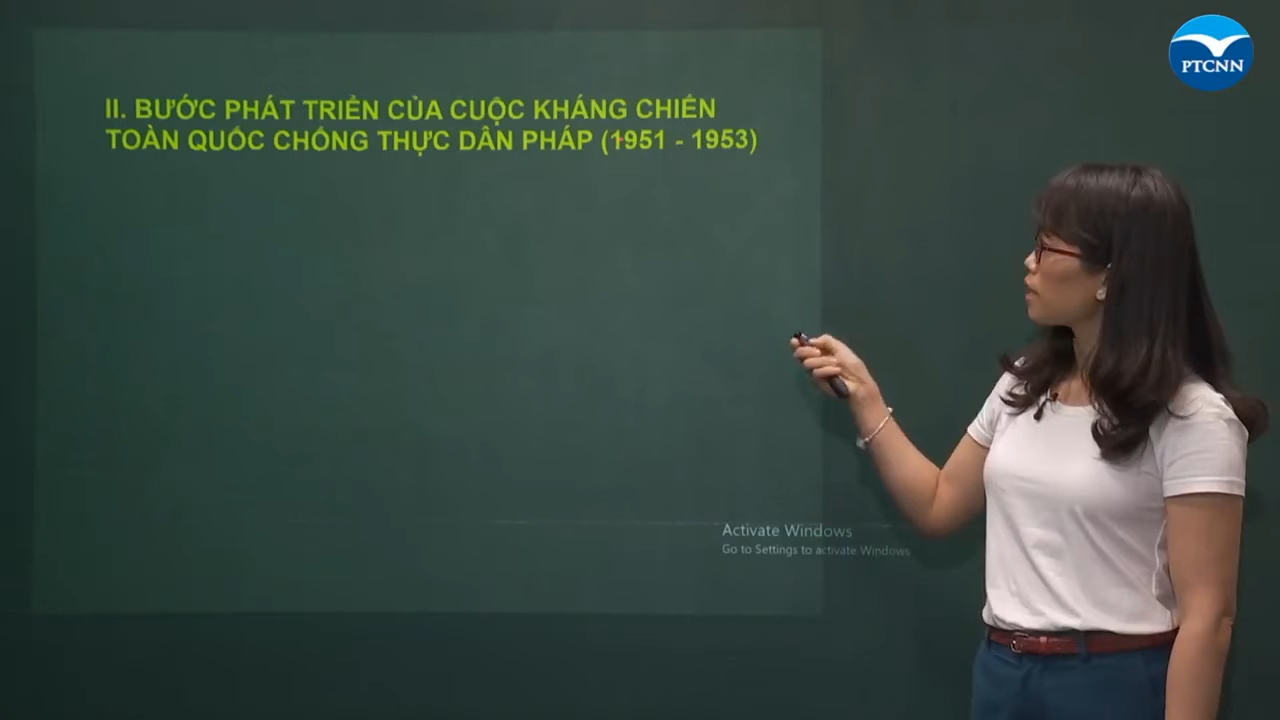 PTCNN
II. BƯỚC PHÁT TRIỂN CỦA CUỘC KHÁNG CHIẾN
TOÀN QUỐC CHỐNG THỰC DÂN PHÁP (1951 - 1953)
Activate Windows
Go to Settings to activate Windows